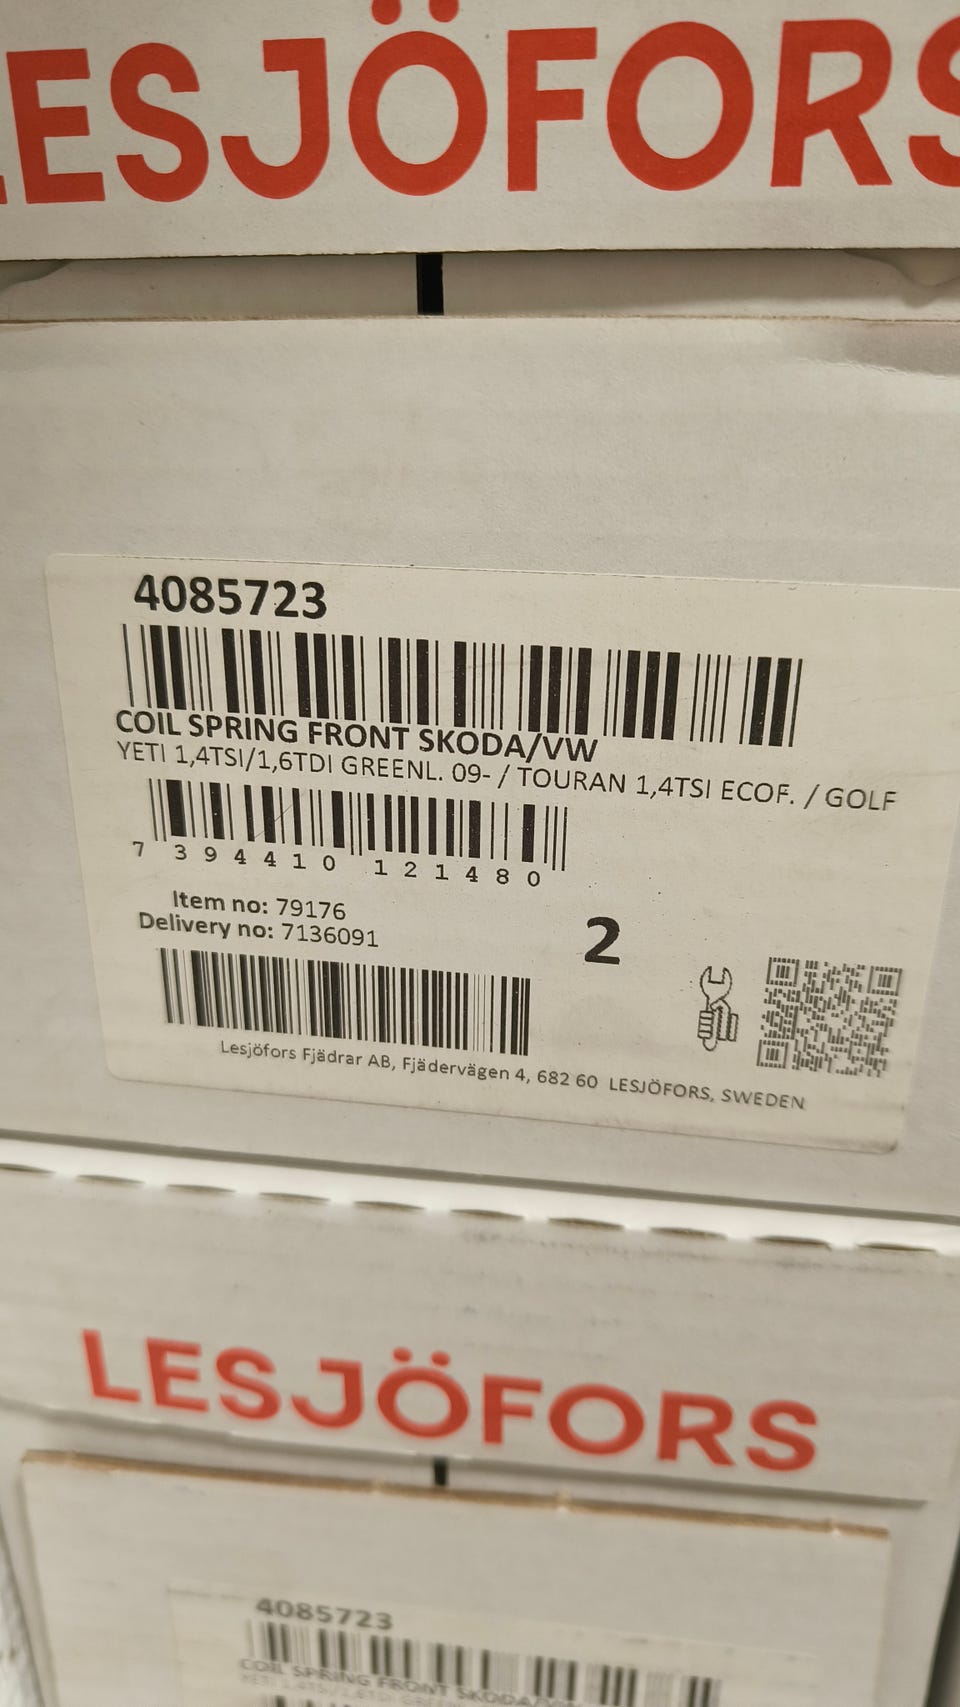 LESJÖFORS
4085723
COIL SPRING FRONT SKODA/VW
YETI 1,4TSI/1,6TDI GREENL. 09- / TOURAN 1,4TSI ECOF. / GOLF
7 394410 121480
Item no: 79176
Delivery no: 7136091
2
Lesjöfors Fjädrar AB, Fjädervägen 4, 682 60 LESJÖFORS, SWEDEN
LESJÖFORS
4085723
COIL SPRING FRONT SKODA/VW